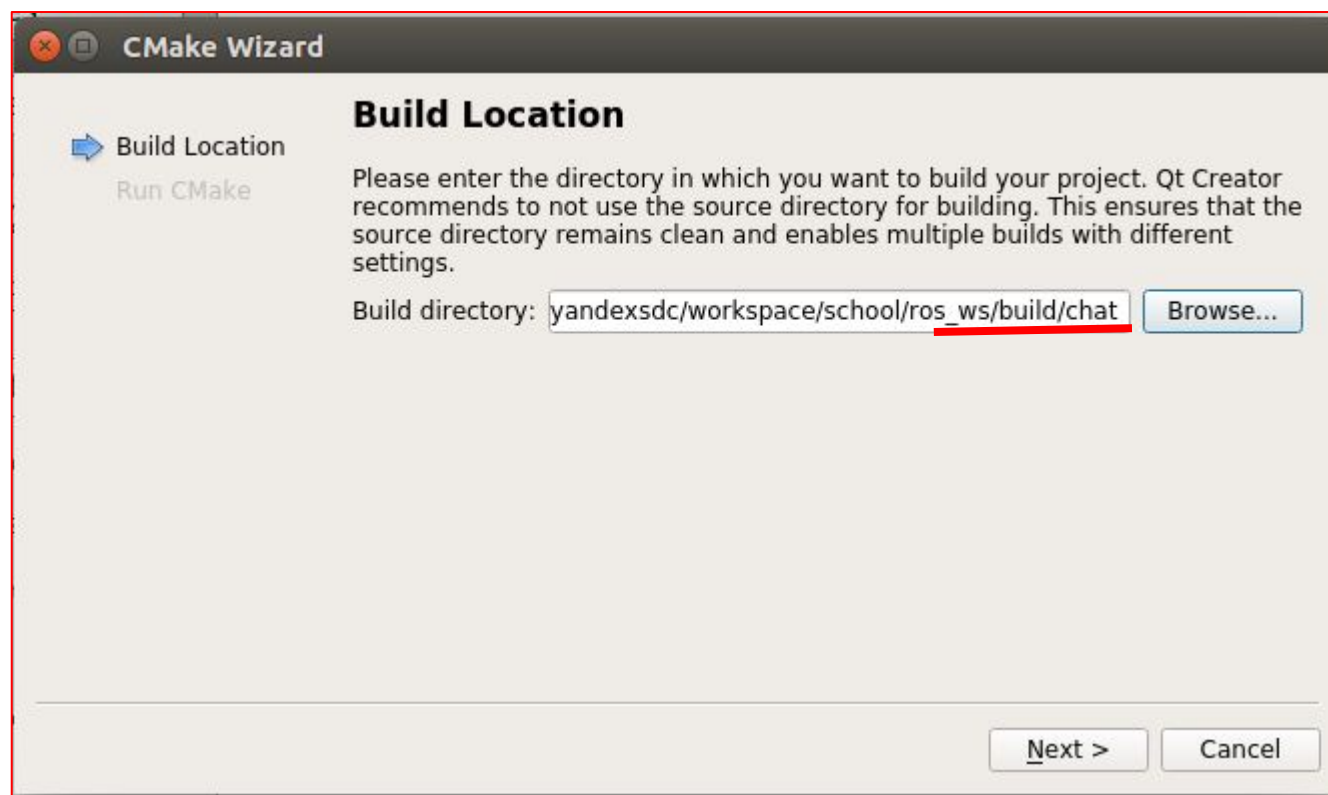 CMake Wizard
Build Location
Run CMake
Build Location
Please enter the directory in which you want to build your project. Qt Creator
recommends to not use the source directory for building. This ensures that the
source directory remains clean and enables multiple builds with different
settings.
Build directory: yandexsdc/workspace/school/ros_ws/build/chat Browse...
Next > Cancel